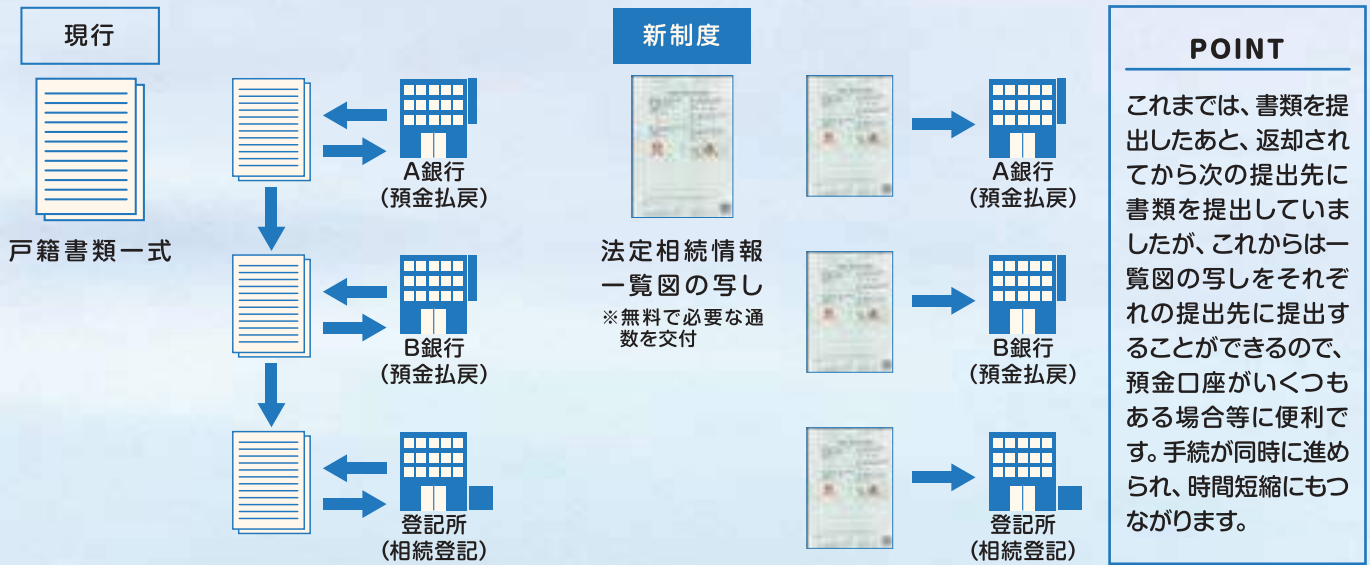 現行
戸籍書類一式
A銀行
(預金払戻)
B銀行
(預金払戻)
登記所
(相続登記)
新制度
法定相続情報
一覧図の写し
※無料で必要な通
数を交付
A銀行
(預金払戻)
B銀行
(預金払戻)
登記所
(相続登記)
POINT
これまでは、書類を提
出したあと、返却され
てから次の提出先に
書類を提出していま
したが、これからは一
覧図の写しをそれぞ
れの提出先に提出す
ることができるので、
預金口座がいくつも
ある場合等に便利で
す。手続が同時に進め
られ、時間短縮にもつ
ながります。